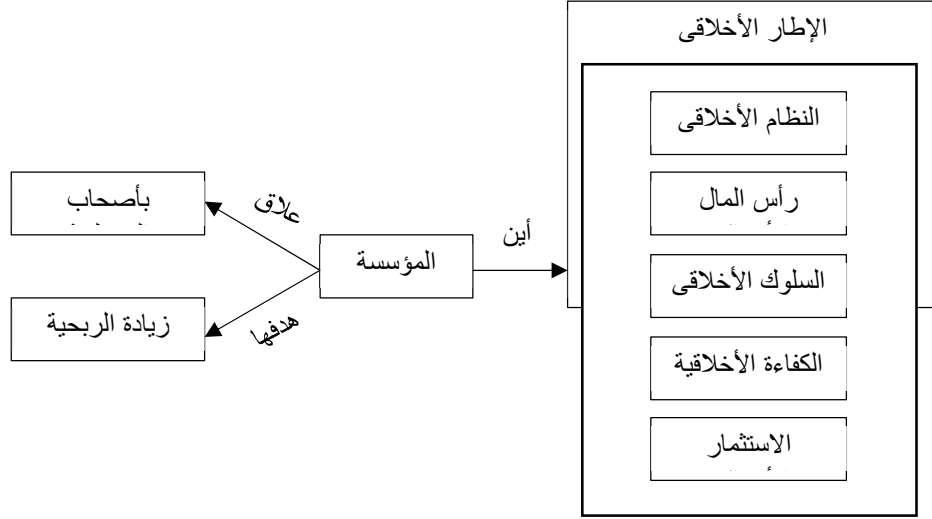 الإطار الأخلاقى
النظام الأخلاقى
رأس المال
السلوك الأخلاقى
الكفاءة الأخلاقية
الاستثمار
أين
المؤسسة
علاق
هدفها
بأصحاب
زيادة الربحية